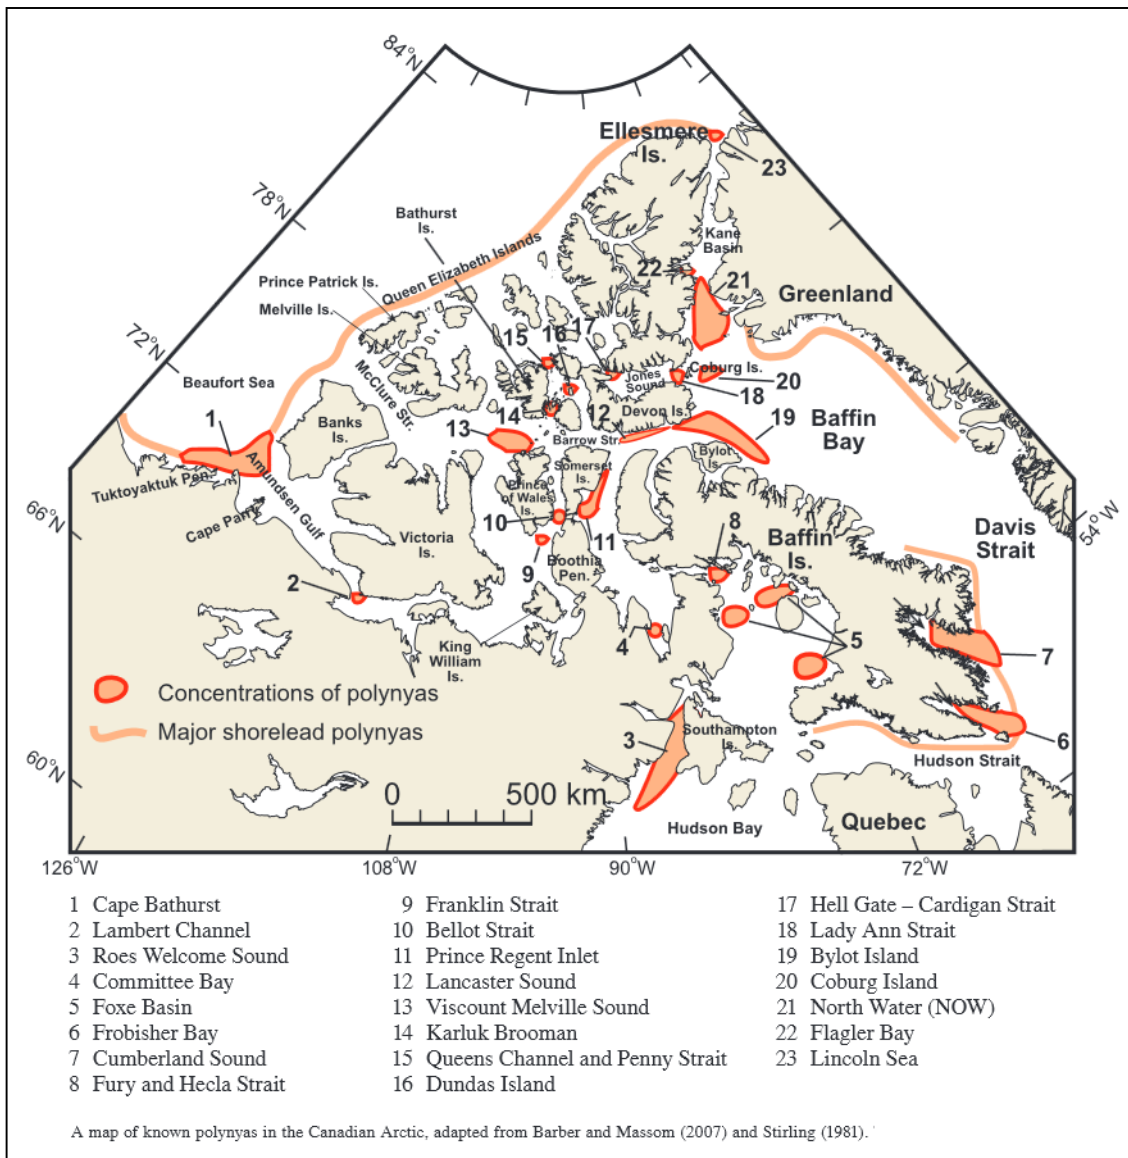 84°N
Ellesmere
Is.
23
78°N
Bathurst
Is.
Kane
Basin
Queen Elizabeth Islands
22
21
Prince Patrick Is.
Greenland
Melville Is.
72°N
15
16
17
Beaufort Sea
McClure Str.
Jones
Sound
Coburg Is.
20
18
1
Banks
Is.
14
13
12
Devon Is.
19
Baffin
Bay
Barrow Str.
Bylot
Is.
Tuktoyaktuk Pen.
Amundsen Gulf
Somerset
Is.
Prince
of Wales
Is.
Cape Parry
66°N
10
11
Victoria
Is.
8
Baffin
Is.
Davis
Strait
54°W
9
Boothia
Pen.
2
King
William
Is.
4
5
7
Concentrations of polynyas
Major shorelead polynyas
3
Southampton
Is.
6
Hudson Strait
60°N
0
500 km
Hudson Bay
Quebec
126°W
108°W
90°W
72°W
1 Cape Bathurst
2 Lambert Channel
3 Roes Welcome Sound
4 Committee Bay
5 Foxe Basin
6 Frobisher Bay
7 Cumberland Sound
8 Fury and Hecla Strait
9 Franklin Strait
10 Bellot Strait
11 Prince Regent Inlet
12 Lancaster Sound
13 Viscount Melville Sound
14 Karluk Brooman
15 Queens Channel and Penny Strait
16 Dundas Island
17 Hell Gate – Cardigan Strait
18 Lady Ann Strait
19 Bylot Island
20 Coburg Island
21 North Water (NOW)
22 Flagler Bay
23 Lincoln Sea
A map of known polynyas in the Canadian Arctic, adapted from Barber and Massom (2007) and Stirling (1981).